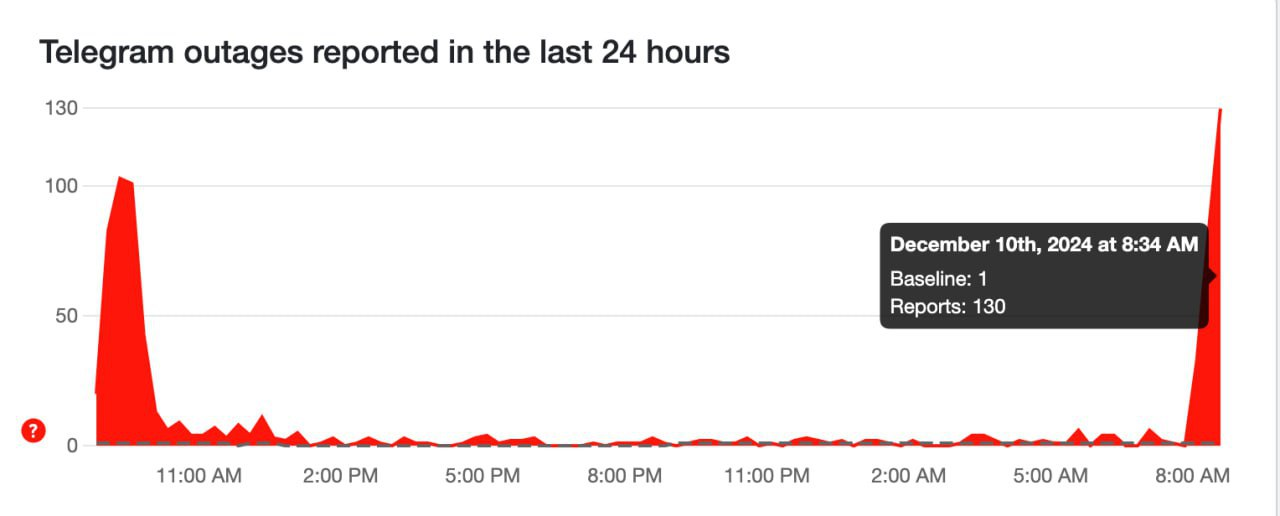 Telegram outages reported in the last 24 hours
130
100
50
0
?
December 10th, 2024 at 8:34 AM
Baseline: 1
Reports: 130
11:00 AM
2:00 PM
5:00 PM
8:00 PM
11:00 PM
2:00 AM
5:00 AM
8:00 AM